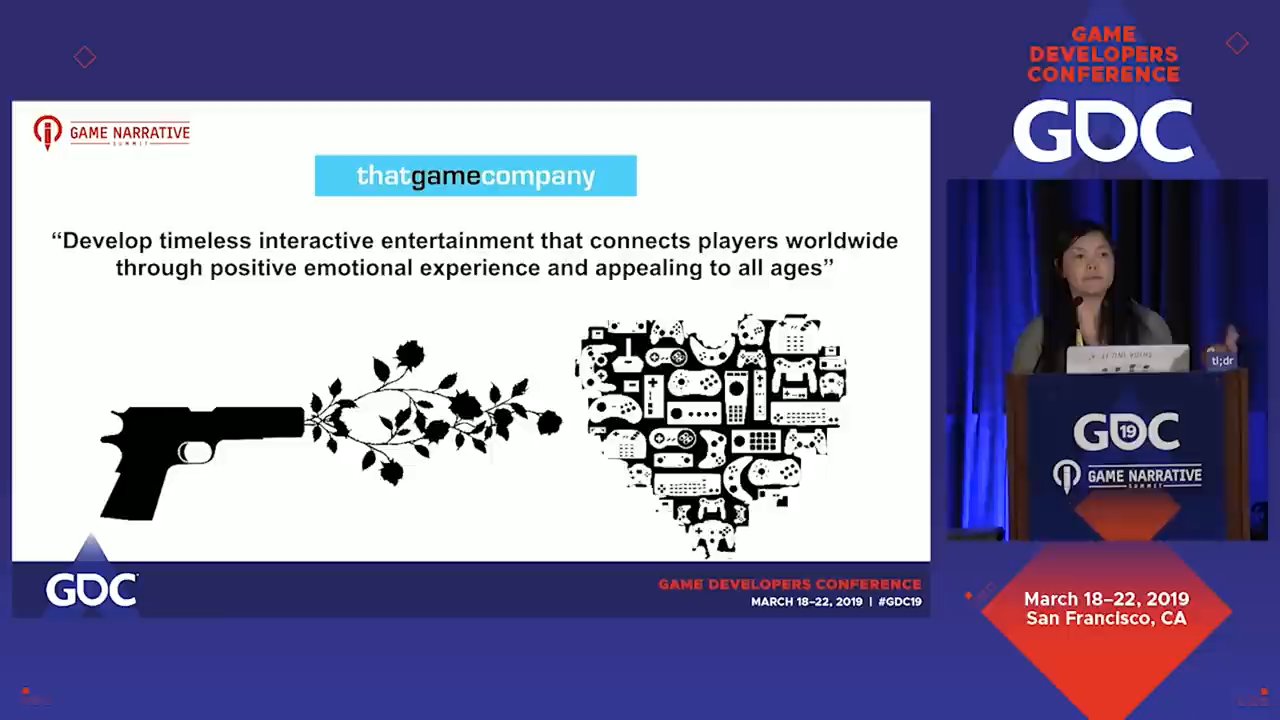 GAME
DEVELOPERS
CONFERENCE
GDC
GAME NARRATIVE
SUMMIT
thatgamecompany
“Develop timeless interactive entertainment that connects players worldwide
through positive emotional experience and appealing to all ages”
GDC
GAME DEVELOPERS CONFERENCE
MARCH 18–22, 2019 | #GDC19
tl;dr
GDC
19
GAME NARRATIVE
SUMMIT
March 18–22, 2019
San Francisco, CA